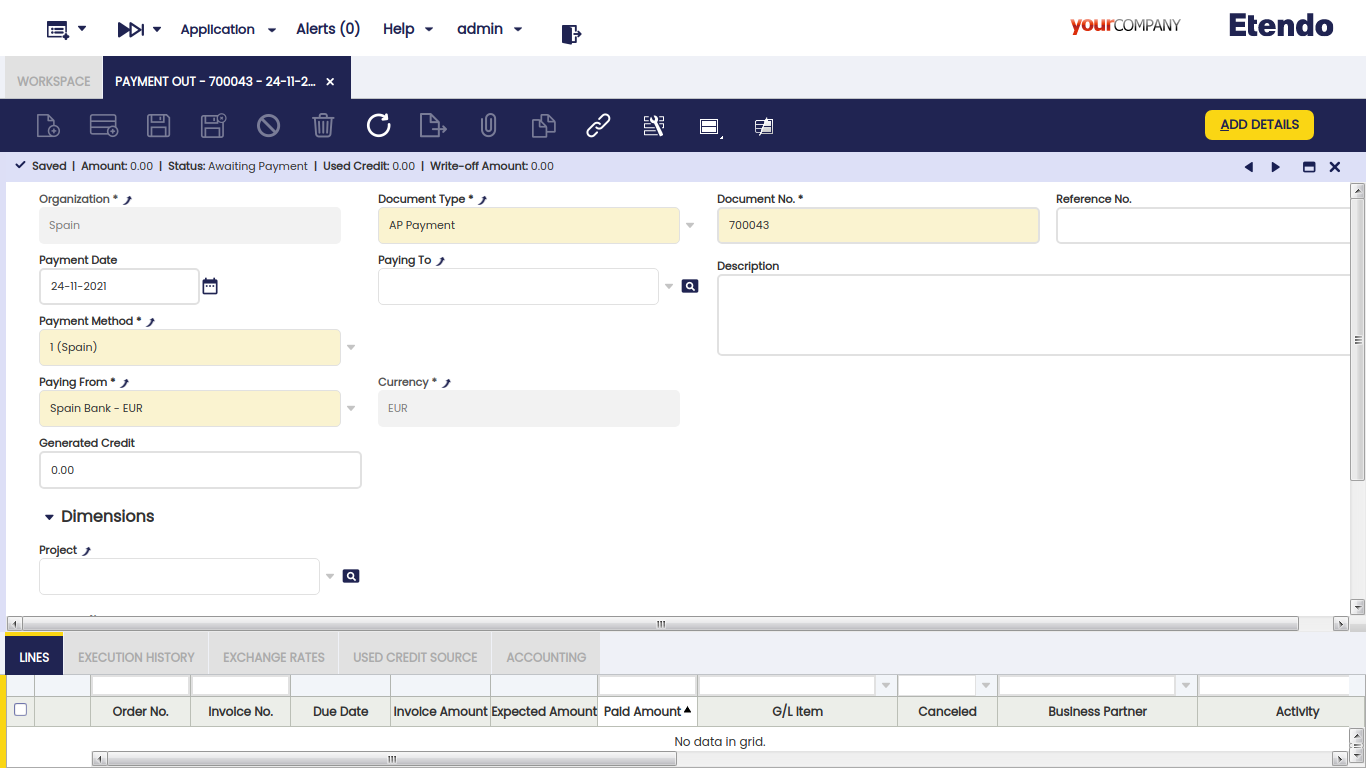 Application
Alerts (0)
Help
admin
yourCOMPANY
Etendo
WORKSPACE
PAYMENT OUT - 700043 - 24-11-2...
ADD DETAILS
Saved | Amount: 0.00 | Status: Awaiting Payment | Used Credit: 0.00 | Write-off Amount: 0.00
Organization *
Document Type *
Document No. *
Reference No.
Spain
AP Payment
700043
Payment Date
Paying To
Description
24-11-2021
Payment Method *
1 (Spain)
Paying From *
Currency *
Spain Bank - EUR
EUR
Generated Credit
0.00
Dimensions
Project
LINES
EXECUTION HISTORY
EXCHANGE RATES
USED CREDIT SOURCE
ACCOUNTING
Order No.
Invoice No.
Due Date
Invoice Amount
Expected Amount
Paid Amount
G/L Item
Canceled
Business Partner
Activity
No data in grid.